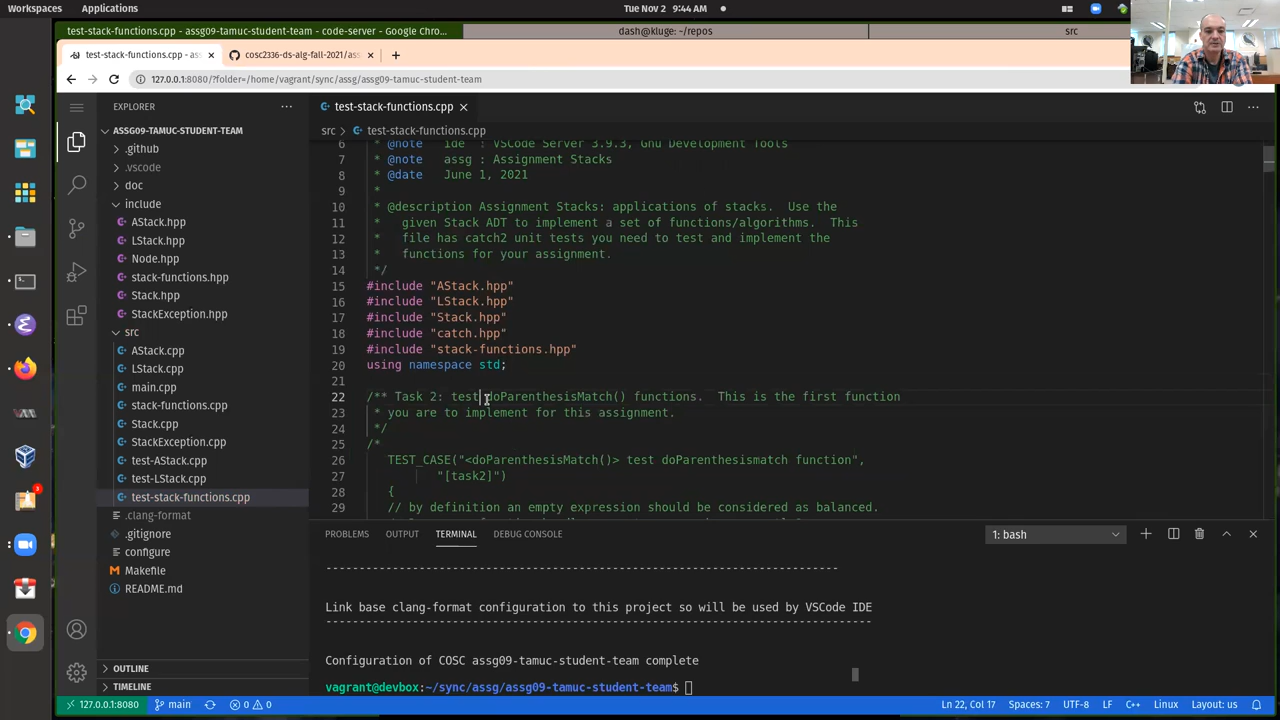 Workspaces Applications Tue Nov 2 9:44 AM
test-stack-functions.cpp - assg09-tamuc-student-team - code-server - Google Chro... dash@kluge: ~/repos src
test-stack-functions.cpp - ass cosc2336-ds-alg-fall-2021/ass
127.0.0.1:8080/?folder=/home/vagrant/sync/assg/assg09-tamuc-student-team
EXPLORER
ASSG09-TAMUC-STUDENT-TEAM
.github
.vscode
doc
include
AStack.hpp
LStack.hpp
Node.hpp
stack-functions.hpp
Stack.hpp
StackException.hpp
src
AStack.cpp
LStack.cpp
main.cpp
stack-functions.cpp
Stack.cpp
StackException.cpp
test-AStack.cpp
test-LStack.cpp
test-stack-functions.cpp
.clang-format
.gitignore
configure
Makefile
README.md
OUTLINE
TIMELINE
test-stack-functions.cpp
src > test-stack-functions.cpp
6 * @note ide : VSCode Server 3.9.3, Gnu Development Tools
7 * @note assg : Assignment Stacks
8 * @date June 1, 2021
9 *
10 * @description Assignment Stacks: applications of stacks. Use the
11 * given Stack ADT to implement a set of functions/algorithms. This
12 * file has catch2 unit tests you need to test and implement the
13 * functions for your assignment.
14 */
15 #include "AStack.hpp"
16 #include "LStack.hpp"
17 #include "Stack.hpp"
18 #include "catch.hpp"
19 #include "stack-functions.hpp"
20 using namespace std;
21
22 /** Task 2: test doParenthesisMatch() functions. This is the first function
23 * you are to implement for this assignment.
24 */
25 /*
26 TEST_CASE("<doParenthesisMatch()> test doParenthesismatch function",
27 "[task2]")
28 {
29 // by definition an empty expression should be considered as balanced.
PROBLEMS OUTPUT TERMINAL DEBUG CONSOLE 1: bash
--------------------------------------------------------------------------
Link base clang-format configuration to this project so will be used by VSCode IDE
------------------------------------------------------------------------------
Configuration of COSC assg09-tamuc-student-team complete
vagrant@devbox:~/sync/assg/assg09-tamuc-student-team$
127.0.0.1:8080 main 0 0 Ln 22, Col 17 Spaces: 7 UTF-8 LF C++ Linux Layout: us
3